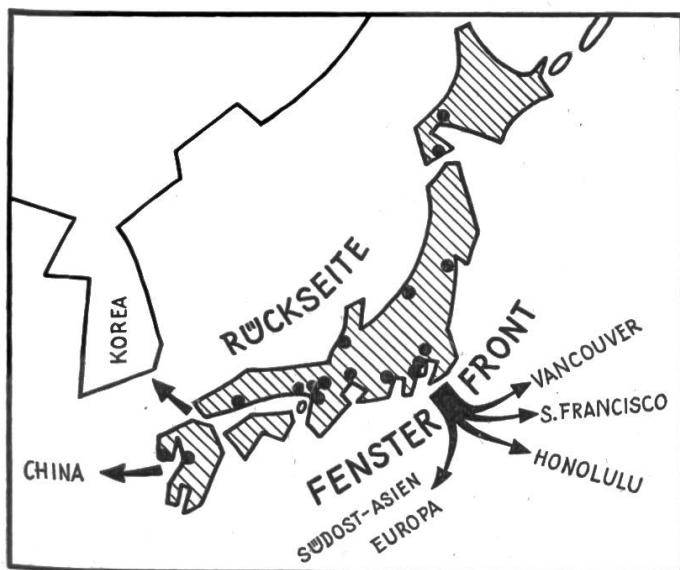 KOREA
RÜCKSEITE
FENSTER FRONT
VANCOUVER
S.FRANCISCO
HONOLULU
CHINA
SÜDOST-ASIEN
EUROPA